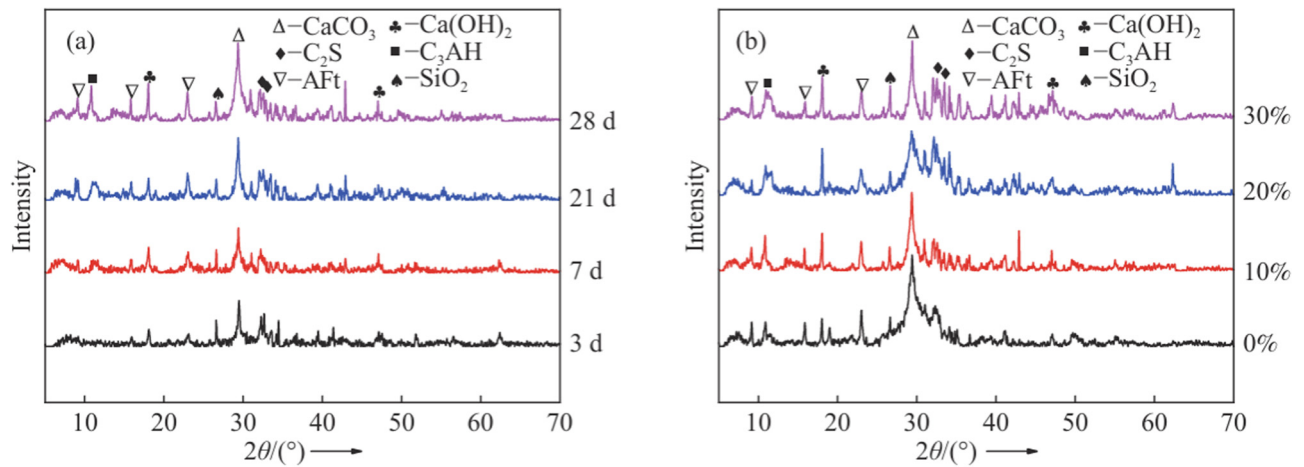 (a)
Δ−CaCO₃ ♣−Ca(OH)₂
♦−C₂S ■−C₃AH
▽−AFt ♠−SiO₂
28 d
21 d
7 d
3 d
Intensity
10 20 30 40 50 60 70
2θ/(°)
(b)
Δ−CaCO₃ ♣−Ca(OH)₂
♦−C₂S ■−C₃AH
▽−AFt ♠−SiO₂
30%
20%
10%
0%
Intensity
10 20 30 40 50 60 70
2θ/(°)